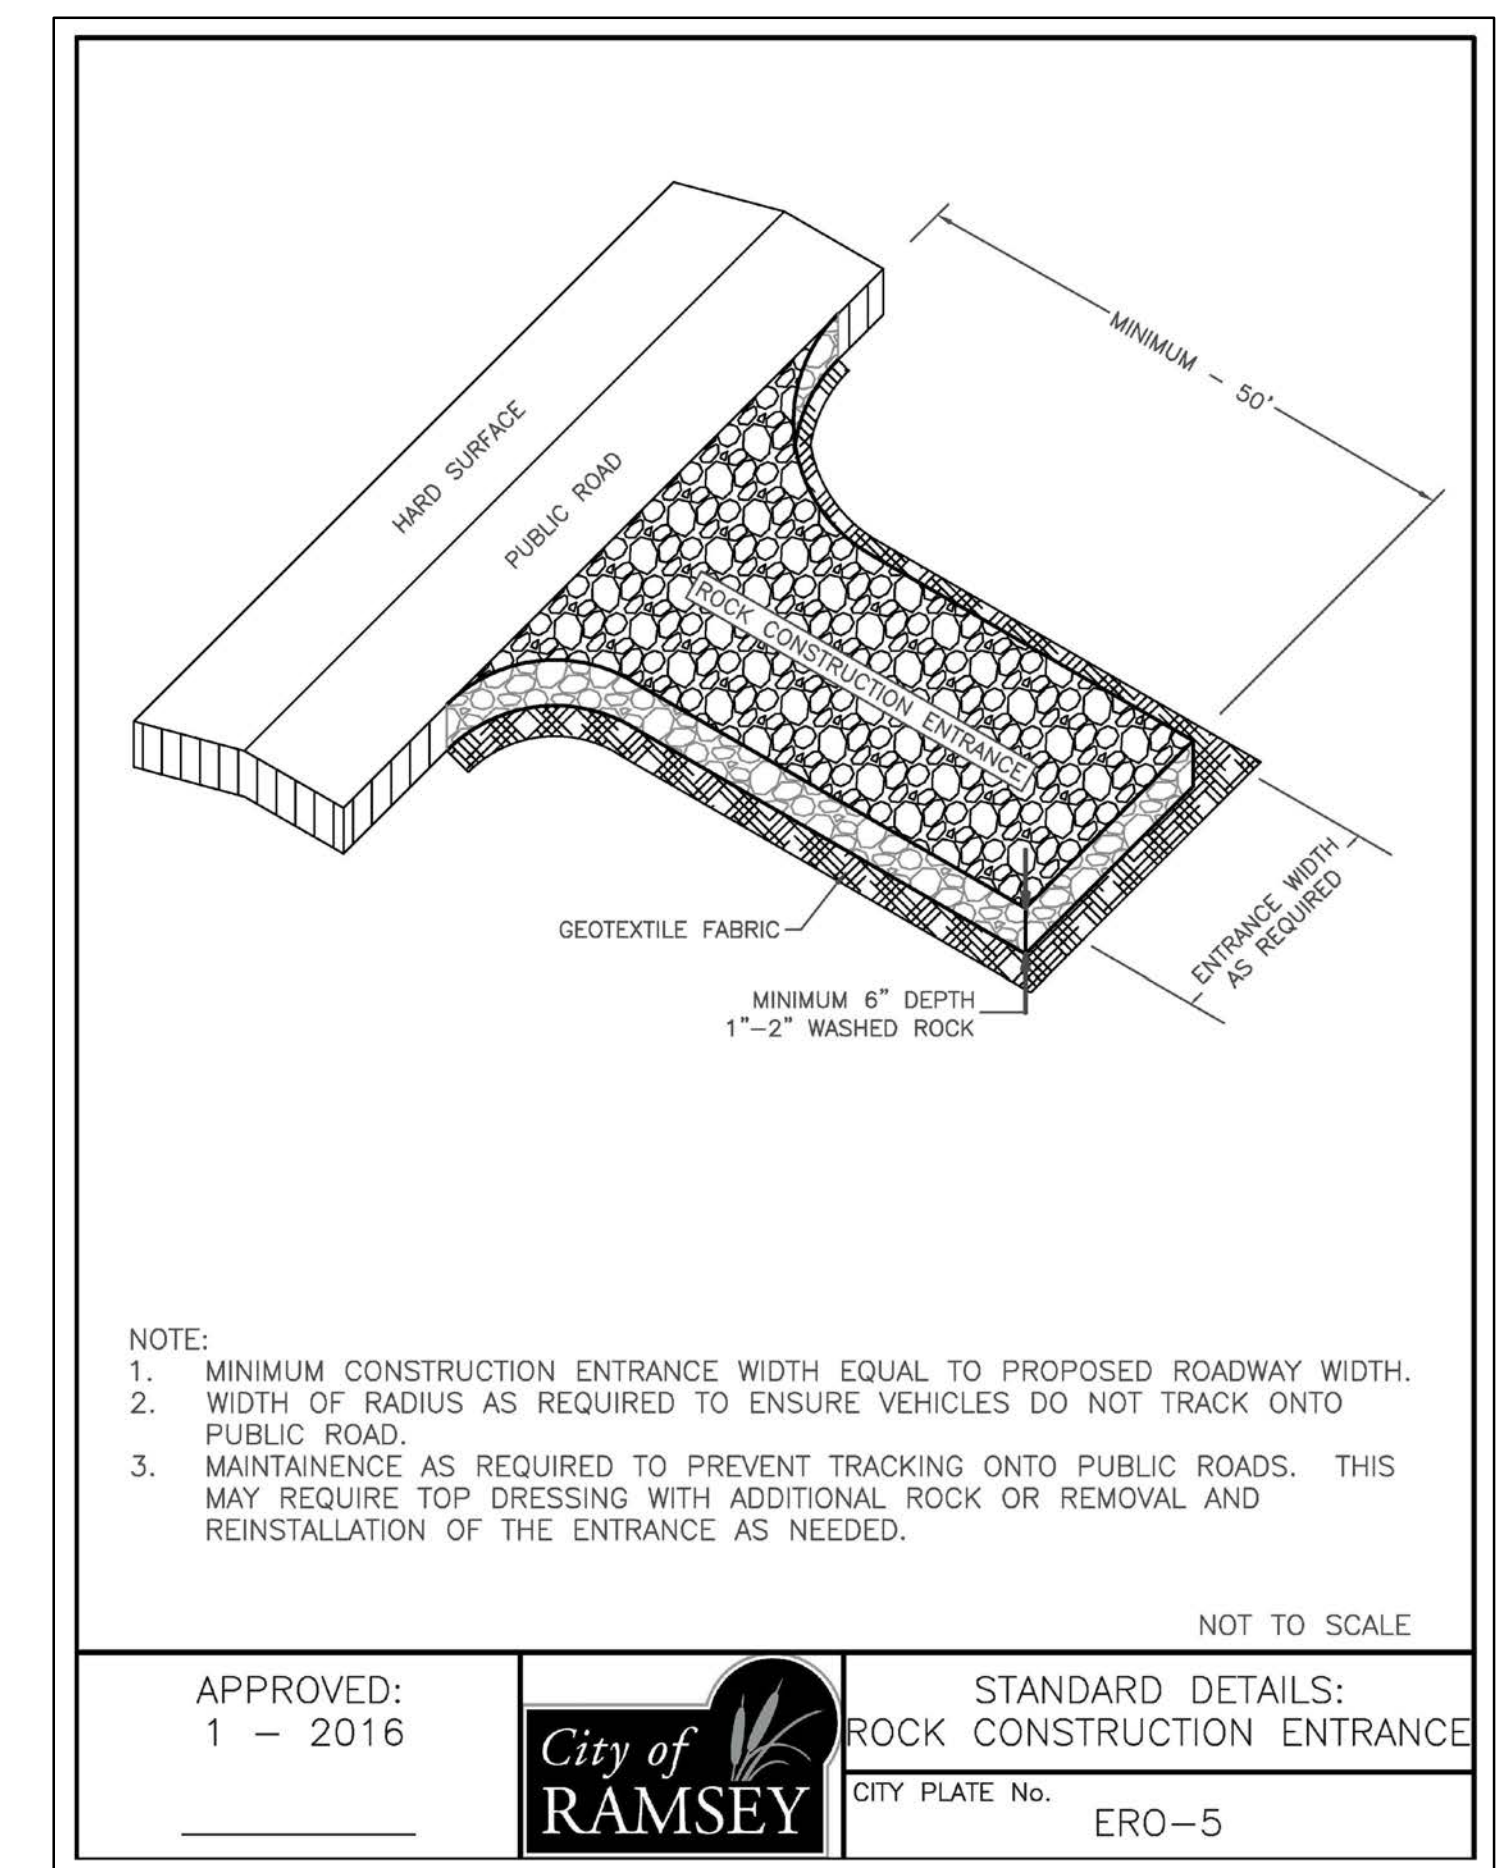 MINIMUM - 50'
HARD SURFACE
PUBLIC ROAD
ROCK CONSTRUCTION ENTRANCE
ENTRANCE WIDTH
AS REQUIRED
GEOTEXTILE FABRIC
MINIMUM 6" DEPTH
1"-2" WASHED ROCK
NOTE:
1. MINIMUM CONSTRUCTION ENTRANCE WIDTH EQUAL TO PROPOSED ROADWAY WIDTH.
2. WIDTH OF RADIUS AS REQUIRED TO ENSURE VEHICLES DO NOT TRACK ONTO
PUBLIC ROAD.
3. MAINTAINENCE AS REQUIRED TO PREVENT TRACKING ONTO PUBLIC ROADS. THIS
MAY REQUIRE TOP DRESSING WITH ADDITIONAL ROCK OR REMOVAL AND
REINSTALLATION OF THE ENTRANCE AS NEEDED.
NOT TO SCALE
APPROVED:
1 - 2016
City of
RAMSEY
STANDARD DETAILS:
ROCK CONSTRUCTION ENTRANCE
CITY PLATE No.
ERO-5